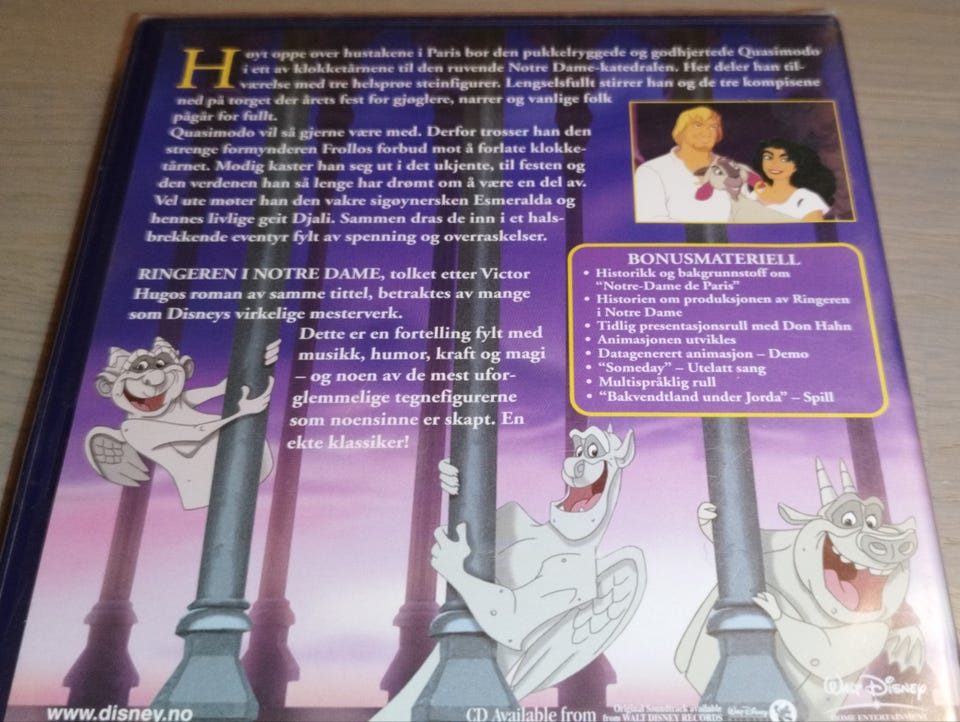 Høyt oppe over hustakene i Paris bor den pukkelryggede og godhjertede Quasimodo
i ett av klokketårnene til den ruvende Notre Dame-katedralen. Her deler han til-
værelse med tre helsprøe steinfigurer. Lengselsfullt stirrer han og de tre kompisene
ned på torget der årets fest for gjøglere, narrer og vanlige folk
pågår for fullt.
Quasimodo vil så gjerne være med. Derfor trosser han den
strenge formynderen Frollos forbud mot å forlate klokke-
tårnet. Modig kaster han seg ut i det ukjente, til festen og
den verdenen han så lenge har drømt om å være en del av.
Vel ute møter han den vakre sigøynersken Esmeralda og
hennes livlige geit Djali. Sammen dras de inn i et hals-
brekkende eventyr fylt av spenning og overraskelser.
RINGEREN I NOTRE DAME, tolket etter Victor
Hugos roman av samme tittel, betraktes av mange
som Disneys virkelige mesterverk.
Dette er en fortelling fylt med
musikk, humor, kraft og magi
– og noen av de mest ufor-
glemmelige tegnefigurerne
som noensinne er skapt. En
ekte klassiker!
BONUSMATERIELL
• Historikk og bakgrunnstoff om
"Notre-Dame de Paris"
• Historien om produksjonen av Ringeren
i Notre Dame
• Tidlig presentasjonsrull med Don Hahn
• Animasjonen utvikles
• Datagenerert animasjon – Demo
• "Someday" – Utelatt sang
• Multispråklig rull
• "Bakvendtland under Jorda" – Spill
www.disney.no
CD Available from
Original Soundtrack available
from WALT DISNEY RECORDS
WALT DISNEY
WALT DISNEY
HOME ENTERTAINMENT